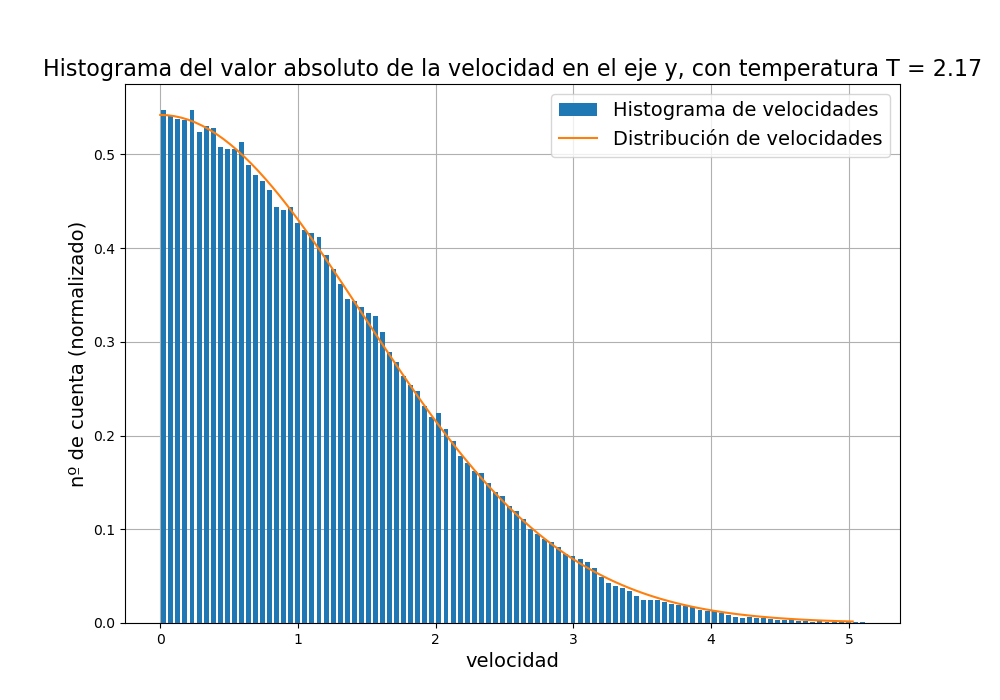 Histograma del valor absoluto de la velocidad en el eje y, con temperatura T = 2.17
Histograma de velocidades
Distribución de velocidades
nº de cuenta (normalizado)
0.5
0.4
0.3
0.2
0.1
0.0
0 1 2 3 4 5
velocidad